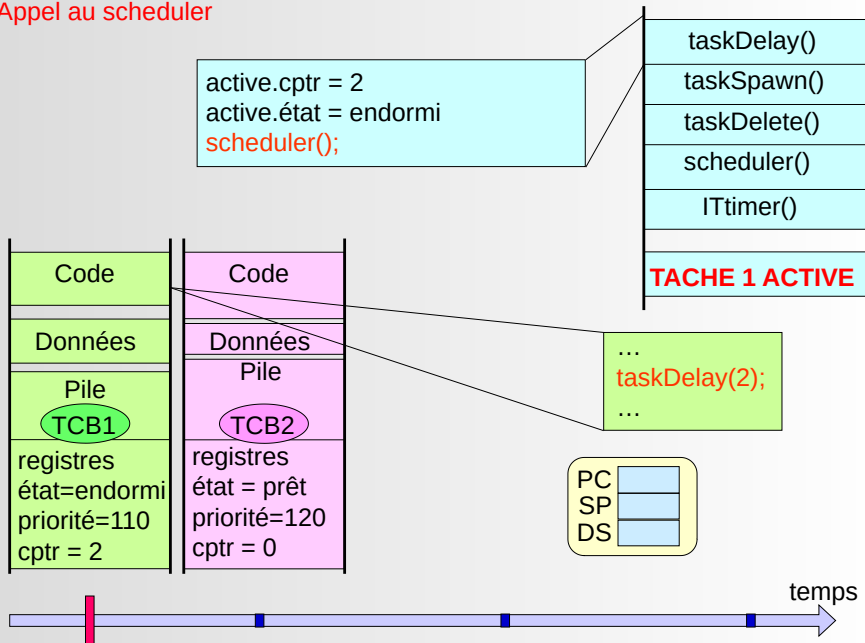 Appel au scheduler
active.cptr = 2
active.état = endormi
scheduler();
taskDelay()
taskSpawn()
taskDelete()
scheduler()
ITtimer()
TACHE 1 ACTIVE
Code
Données
Pile
TCB1
registres
état=endormi
priorité=110
cptr = 2
Code
Données
Pile
TCB2
registres
état = prêt
priorité=120
cptr = 0
…
taskDelay(2);
…
PC
SP
DS
temps